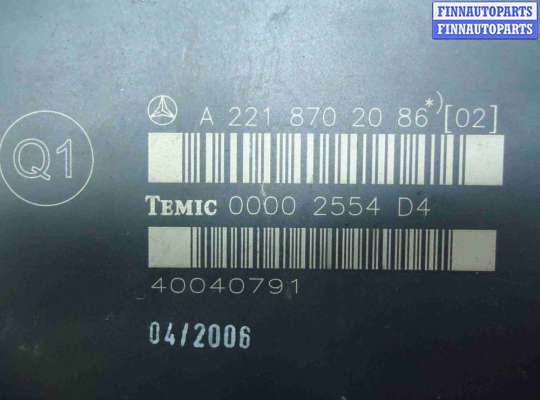 FINNAUTOPARTS
FINNAUTOPARTS
A 221 870 20 86 *) [02]
Q1
TEMIC 0000 2554 D4
40040791
04/2006